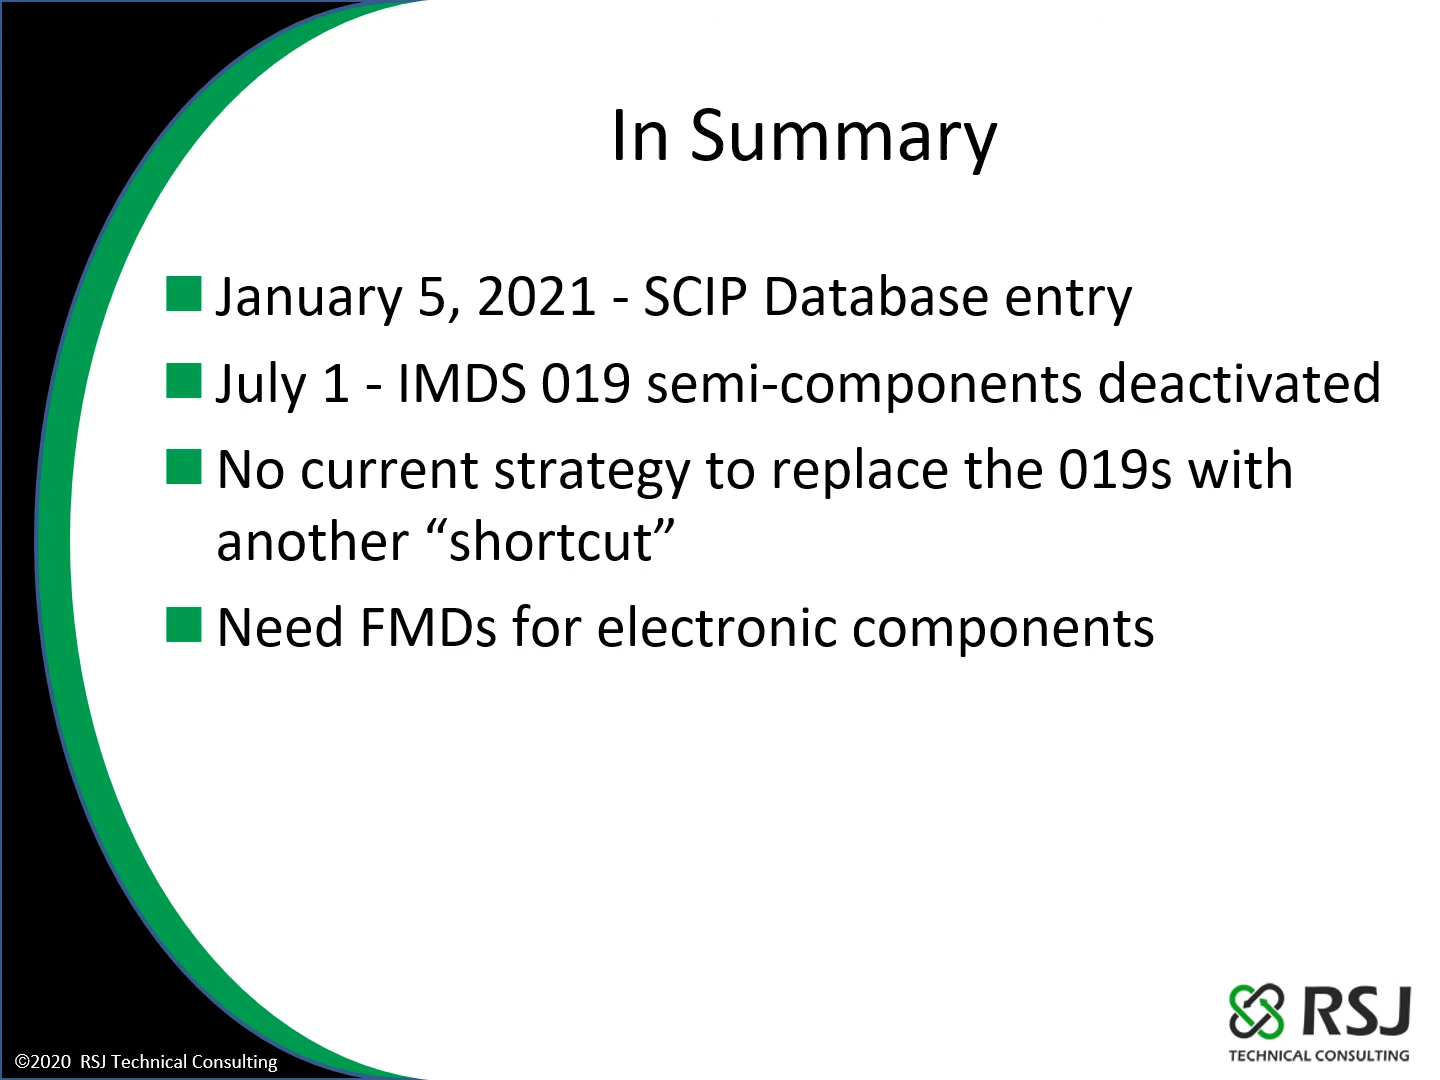 In Summary
January 5, 2021 - SCIP Database entry
July 1 - IMDS 019 semi-components deactivated
No current strategy to replace the 019s with
another “shortcut”
Need FMDs for electronic components
RSJ
TECHNICAL CONSULTING
©2020 RSJ Technical Consulting